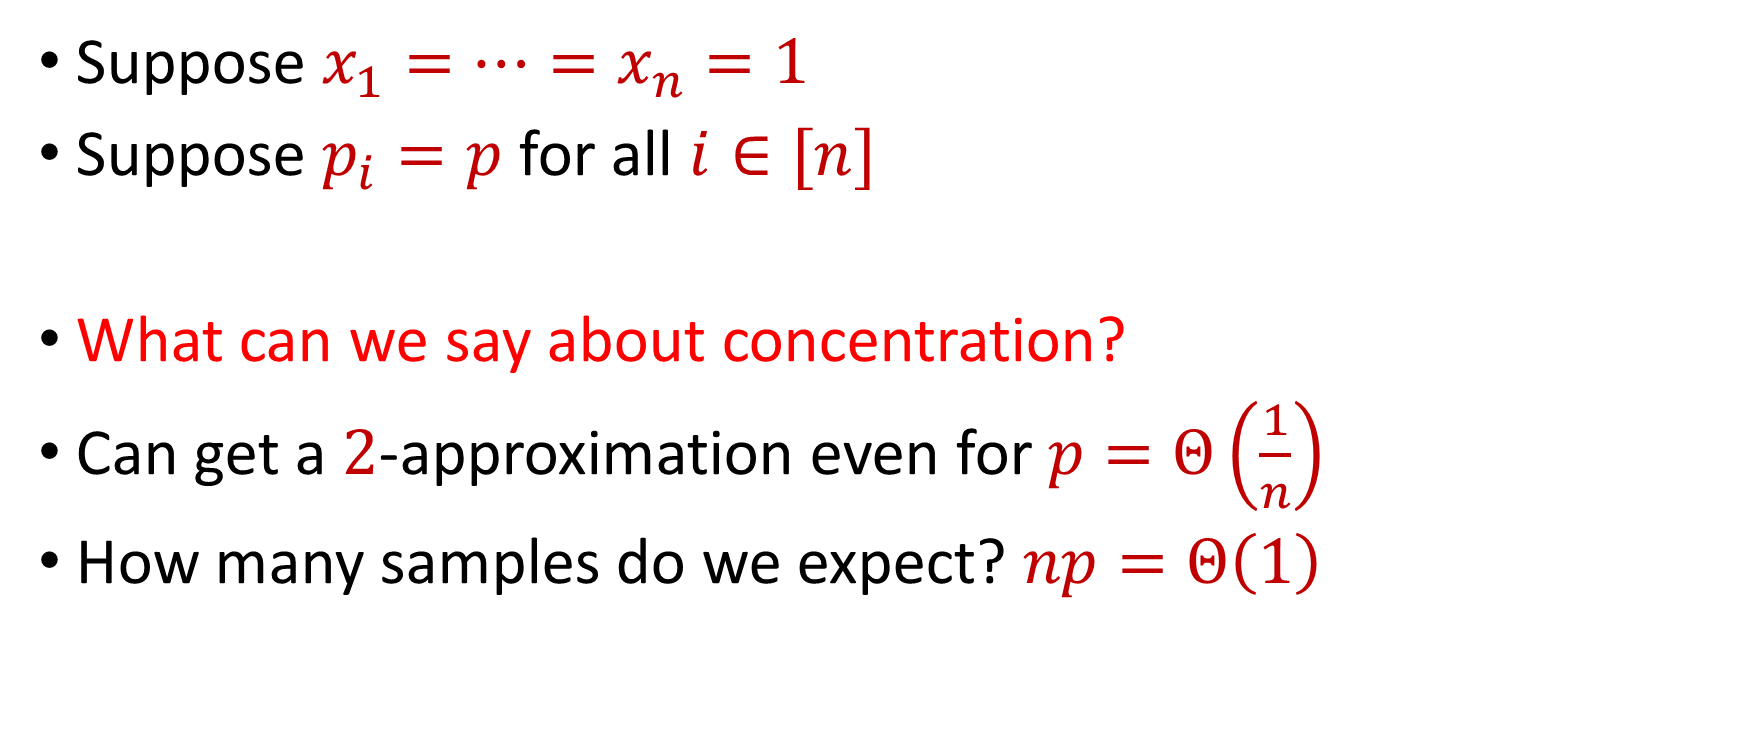 • Suppose x₁ = ⋯ = xₙ = 1
• Suppose pᵢ = p for all i ∈ [n]
• What can we say about concentration?
• Can get a 2-approximation even for p = Θ(1/n)
• How many samples do we expect? np = Θ(1)